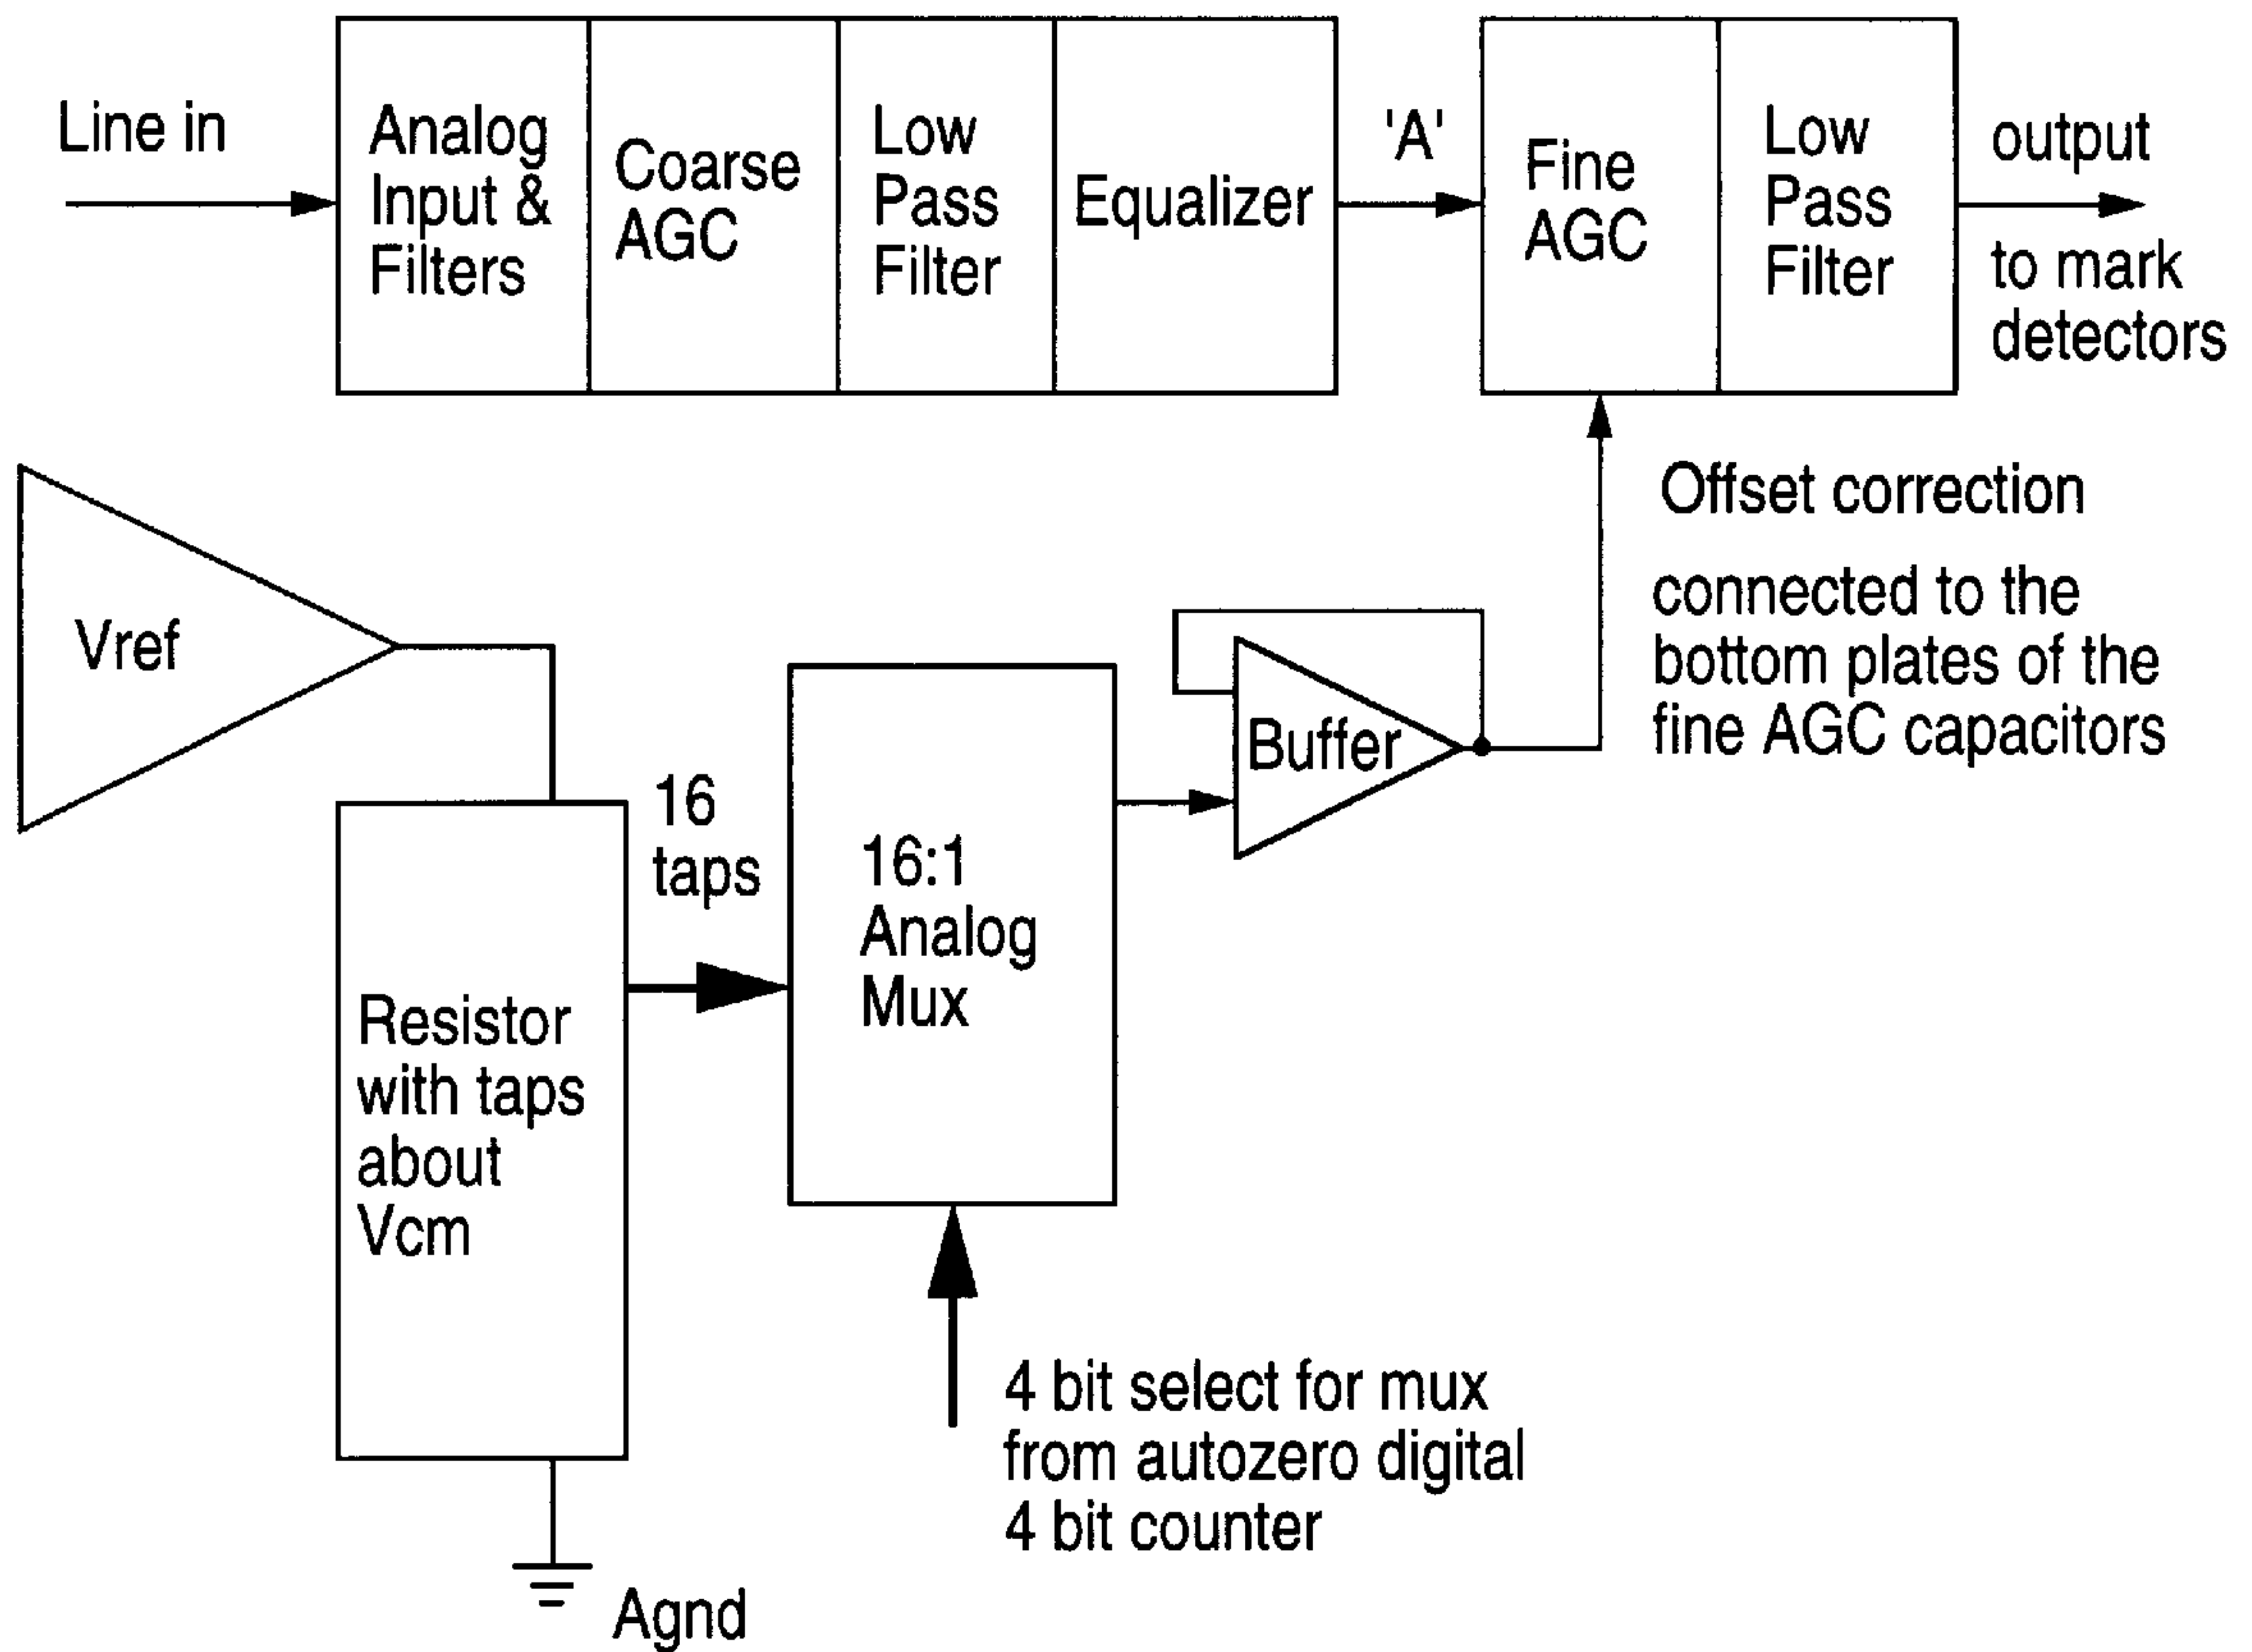 Line in
Analog
Input &
Filters
Coarse
AGC
Low
Pass
Filter
Equalizer
'A'
Fine
AGC
Low
Pass
Filter
output
to mark
detectors
Offset correction
connected to the
bottom plates of the
fine AGC capacitors
Vref
Buffer
16
taps
16:1
Analog
Mux
Resistor
with taps
about
Vcm
4 bit select for mux
from autozero digital
4 bit counter
Agnd